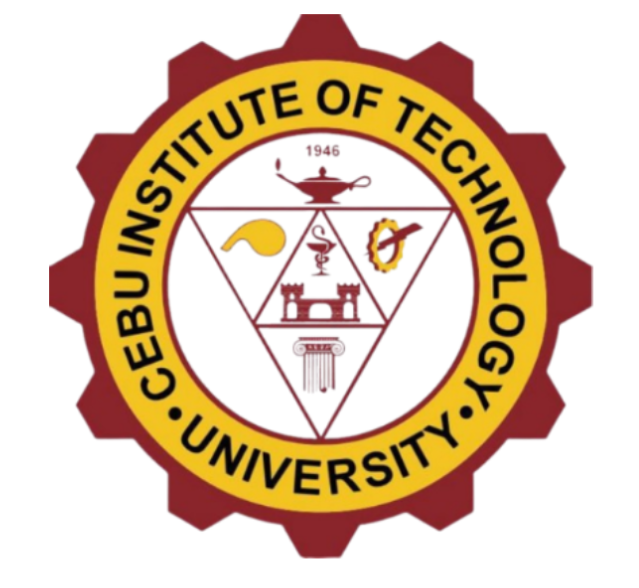 CEBU INSTITUTE OF TECHNOLOGY
• UNIVERSITY •
1946